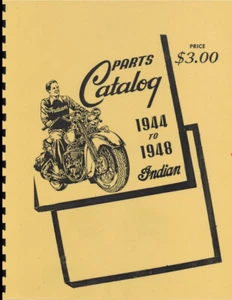 PARTS
Catalog
PRICE
$3.00
1944
TO
1948
Indian